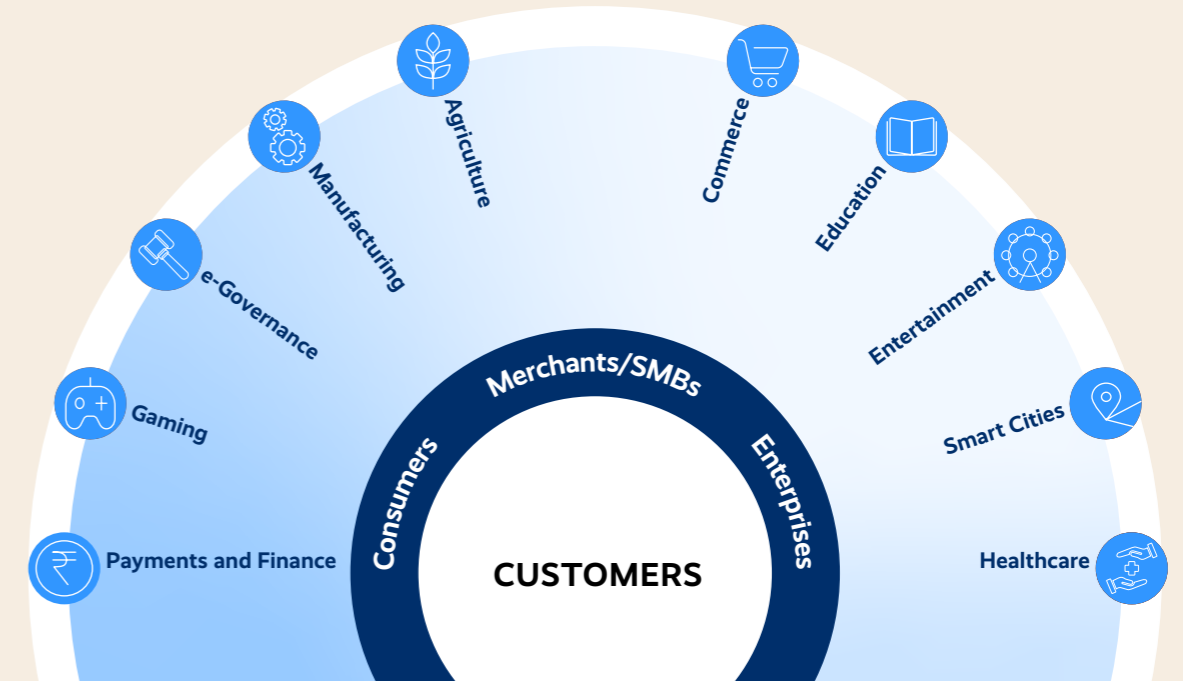 Agriculture
Commerce
Manufacturing
Education
e-Governance
Entertainment
Gaming
Smart Cities
Payments and Finance
Healthcare
Merchants/SMBs
Consumers
Enterprises
CUSTOMERS
₹